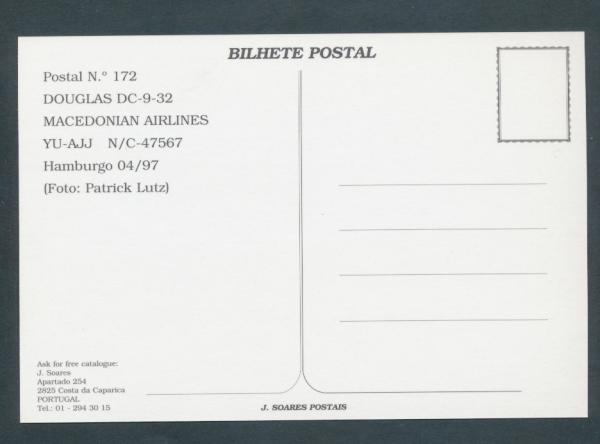 BILHETE POSTAL
Postal N.º 172
DOUGLAS DC-9-32
MACEDONIAN AIRLINES
YU-AJJ N/C-47567
Hamburgo 04/97
(Foto: Patrick Lutz)
Ask for free catalogue:
J. Soares
Apartado 254
2825 Costa da Caparica
PORTUGAL
Tel.: 01 - 294 30 15
J. SOARES POSTAIS